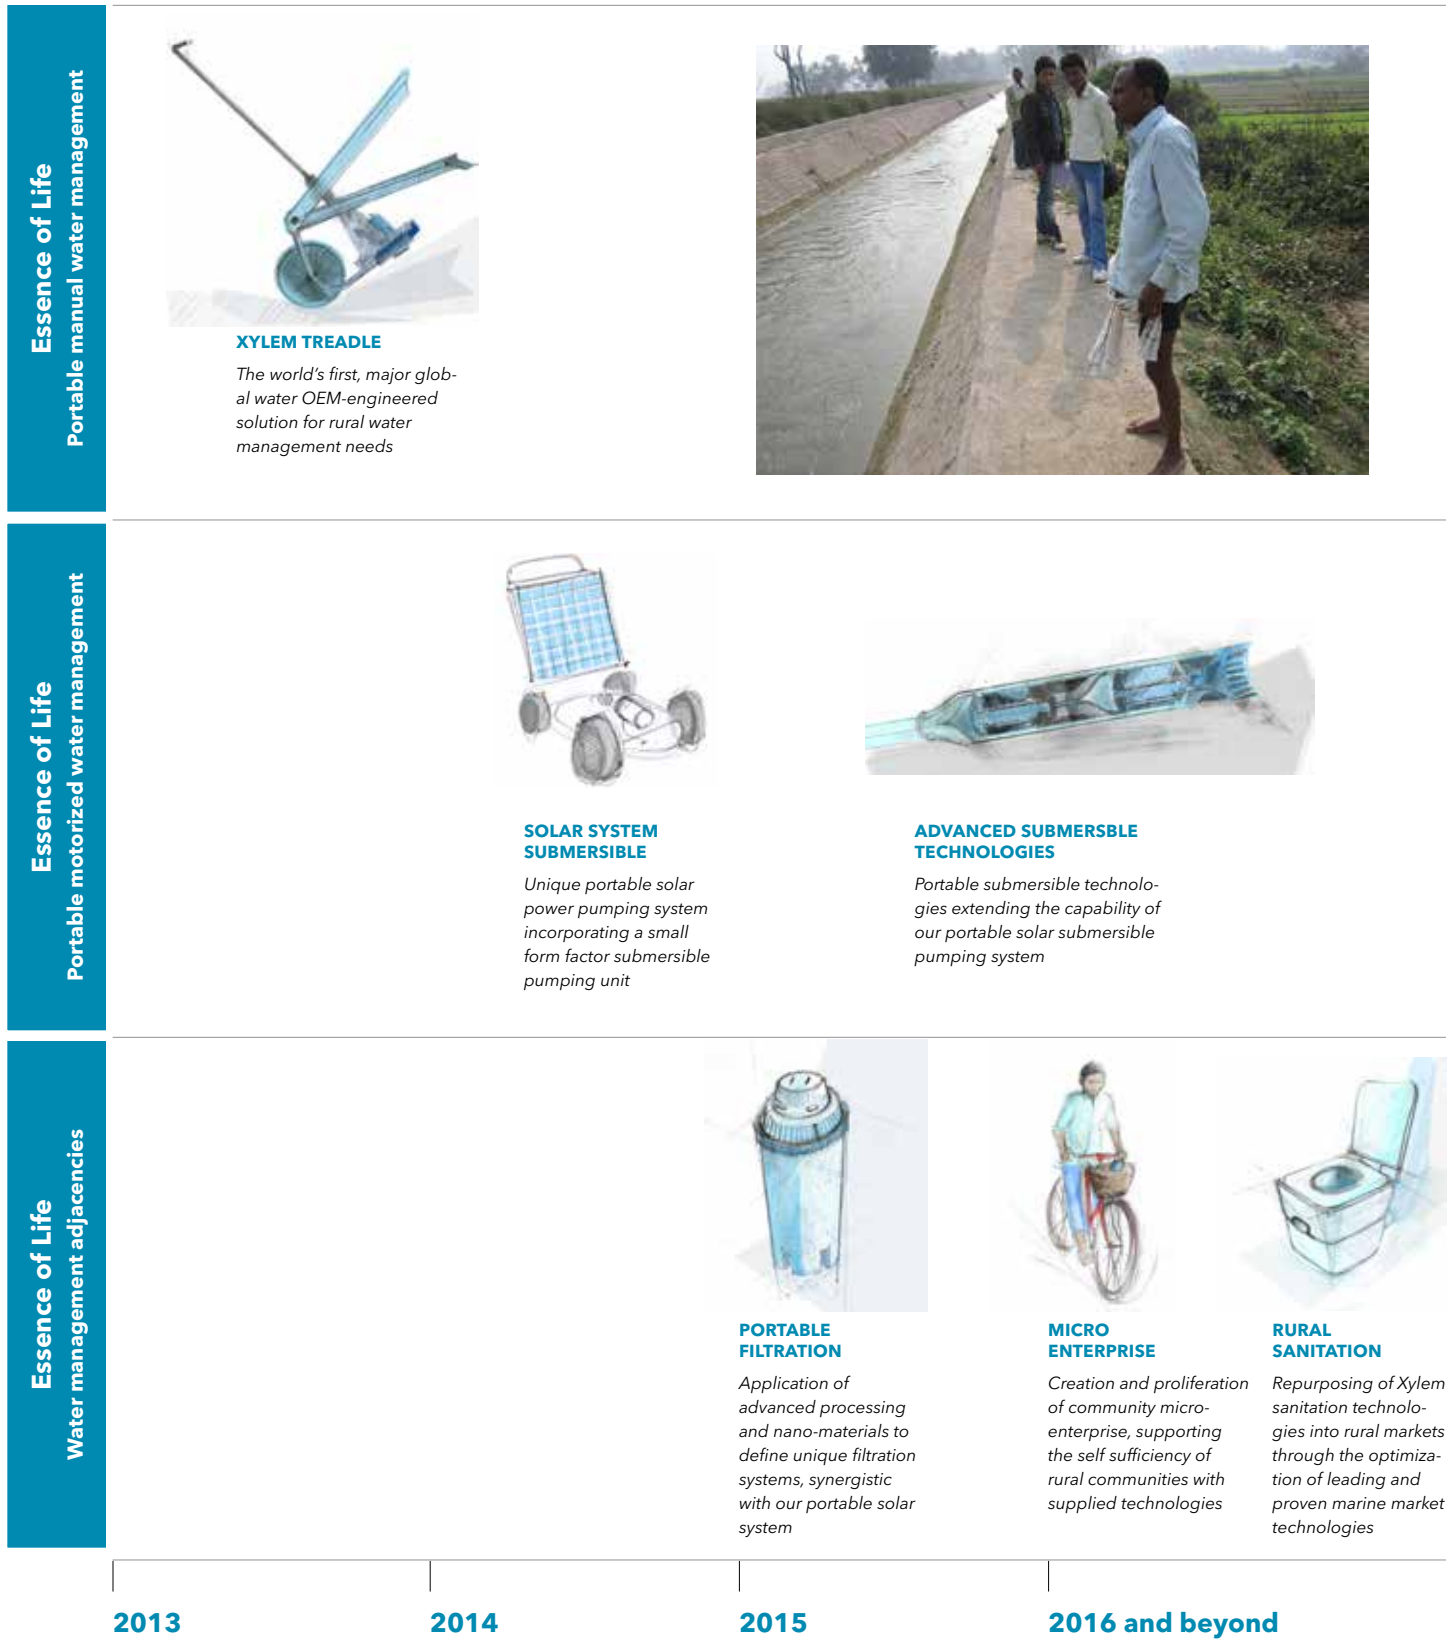 Essence of Life
Portable manual water management
XYLEM TREADLE
The world's first, major glob-
al water OEM-engineered
solution for rural water
management needs
Essence of Life
Portable motorized water management
SOLAR SYSTEM
SUBMERSIBLE
Unique portable solar
power pumping system
incorporating a small
form factor submersible
pumping unit
ADVANCED SUBMERSBLE
TECHNOLOGIES
Portable submersible technolo-
gies extending the capability of
our portable solar submersible
pumping system
Essence of Life
Water management adjacencies
PORTABLE
FILTRATION
Application of
advanced processing
and nano-materials to
define unique filtration
systems, synergistic
with our portable solar
system
MICRO
ENTERPRISE
Creation and proliferation
of community micro-
enterprise, supporting
the self sufficiency of
rural communities with
supplied technologies
RURAL
SANITATION
Repurposing of Xylem
sanitation technolo-
gies into rural markets
through the optimiza-
tion of leading and
proven marine market
technologies
2013
2014
2015
2016 and beyond